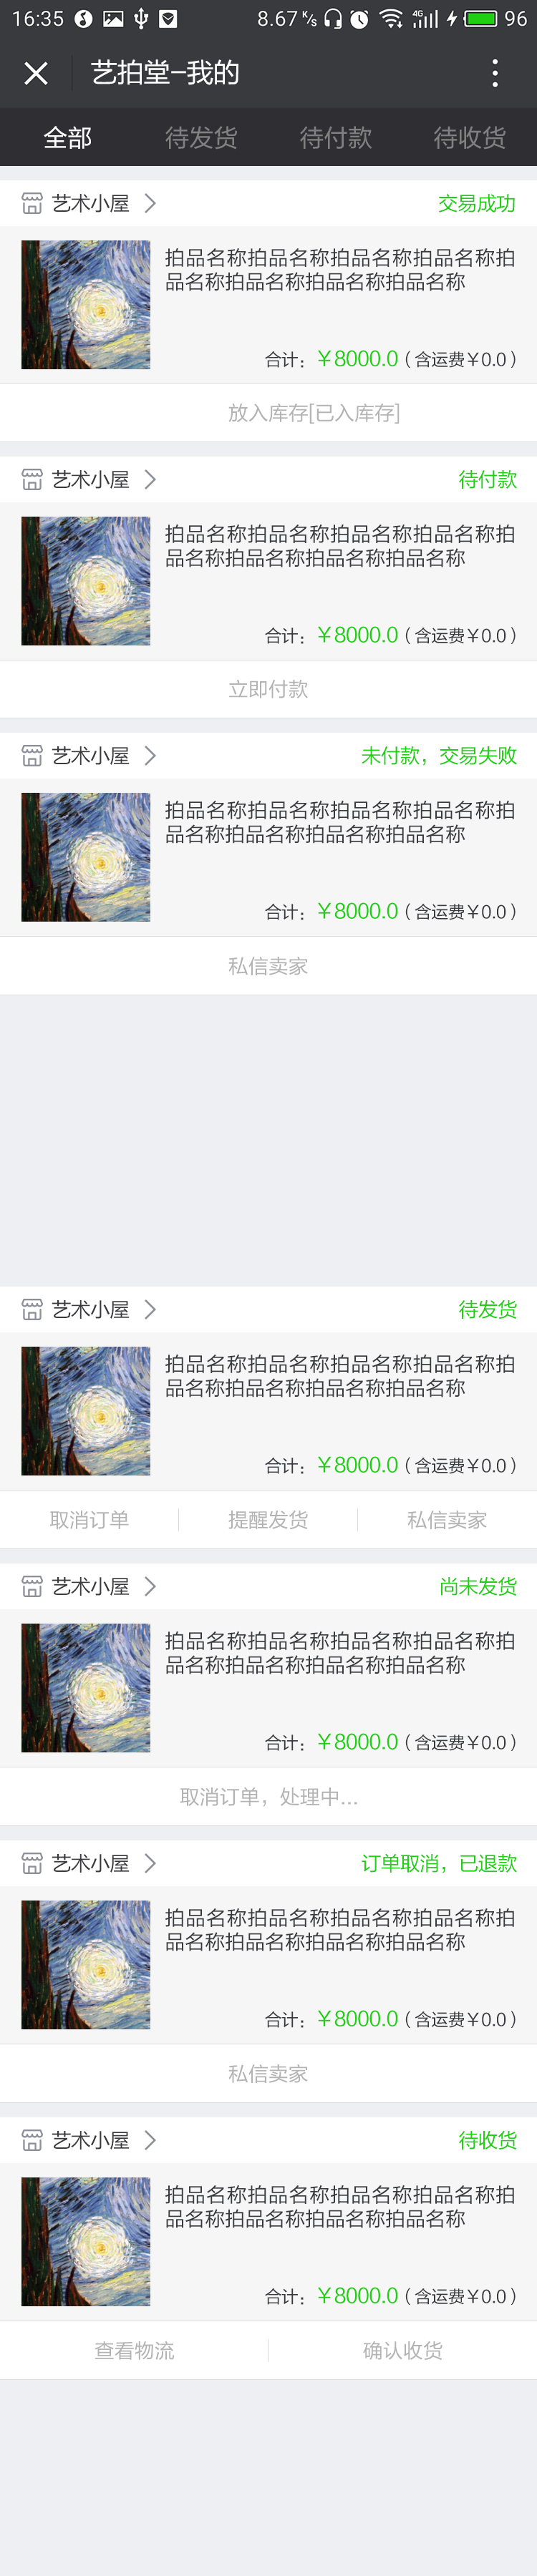 16:35 8.67 K/s 4G 96
艺拍堂-我的
全部 待发货 待付款 待收货
艺术小屋 交易成功
拍品名称拍品名称拍品名称拍品名称拍
品名称拍品名称拍品名称拍品名称
合计：￥8000.0（含运费￥0.0）
放入库存[已入库存]
艺术小屋 待付款
拍品名称拍品名称拍品名称拍品名称拍
品名称拍品名称拍品名称拍品名称
合计：￥8000.0（含运费￥0.0）
立即付款
艺术小屋 未付款，交易失败
拍品名称拍品名称拍品名称拍品名称拍
品名称拍品名称拍品名称拍品名称
合计：￥8000.0（含运费￥0.0）
私信卖家
艺术小屋 待发货
拍品名称拍品名称拍品名称拍品名称拍
品名称拍品名称拍品名称拍品名称
合计：￥8000.0（含运费￥0.0）
取消订单 提醒发货 私信卖家
艺术小屋 尚未发货
拍品名称拍品名称拍品名称拍品名称拍
品名称拍品名称拍品名称拍品名称
合计：￥8000.0（含运费￥0.0）
取消订单，处理中...
艺术小屋 订单取消，已退款
拍品名称拍品名称拍品名称拍品名称拍
品名称拍品名称拍品名称拍品名称
合计：￥8000.0（含运费￥0.0）
私信卖家
艺术小屋 待收货
拍品名称拍品名称拍品名称拍品名称拍
品名称拍品名称拍品名称拍品名称
合计：￥8000.0（含运费￥0.0）
查看物流 确认收货